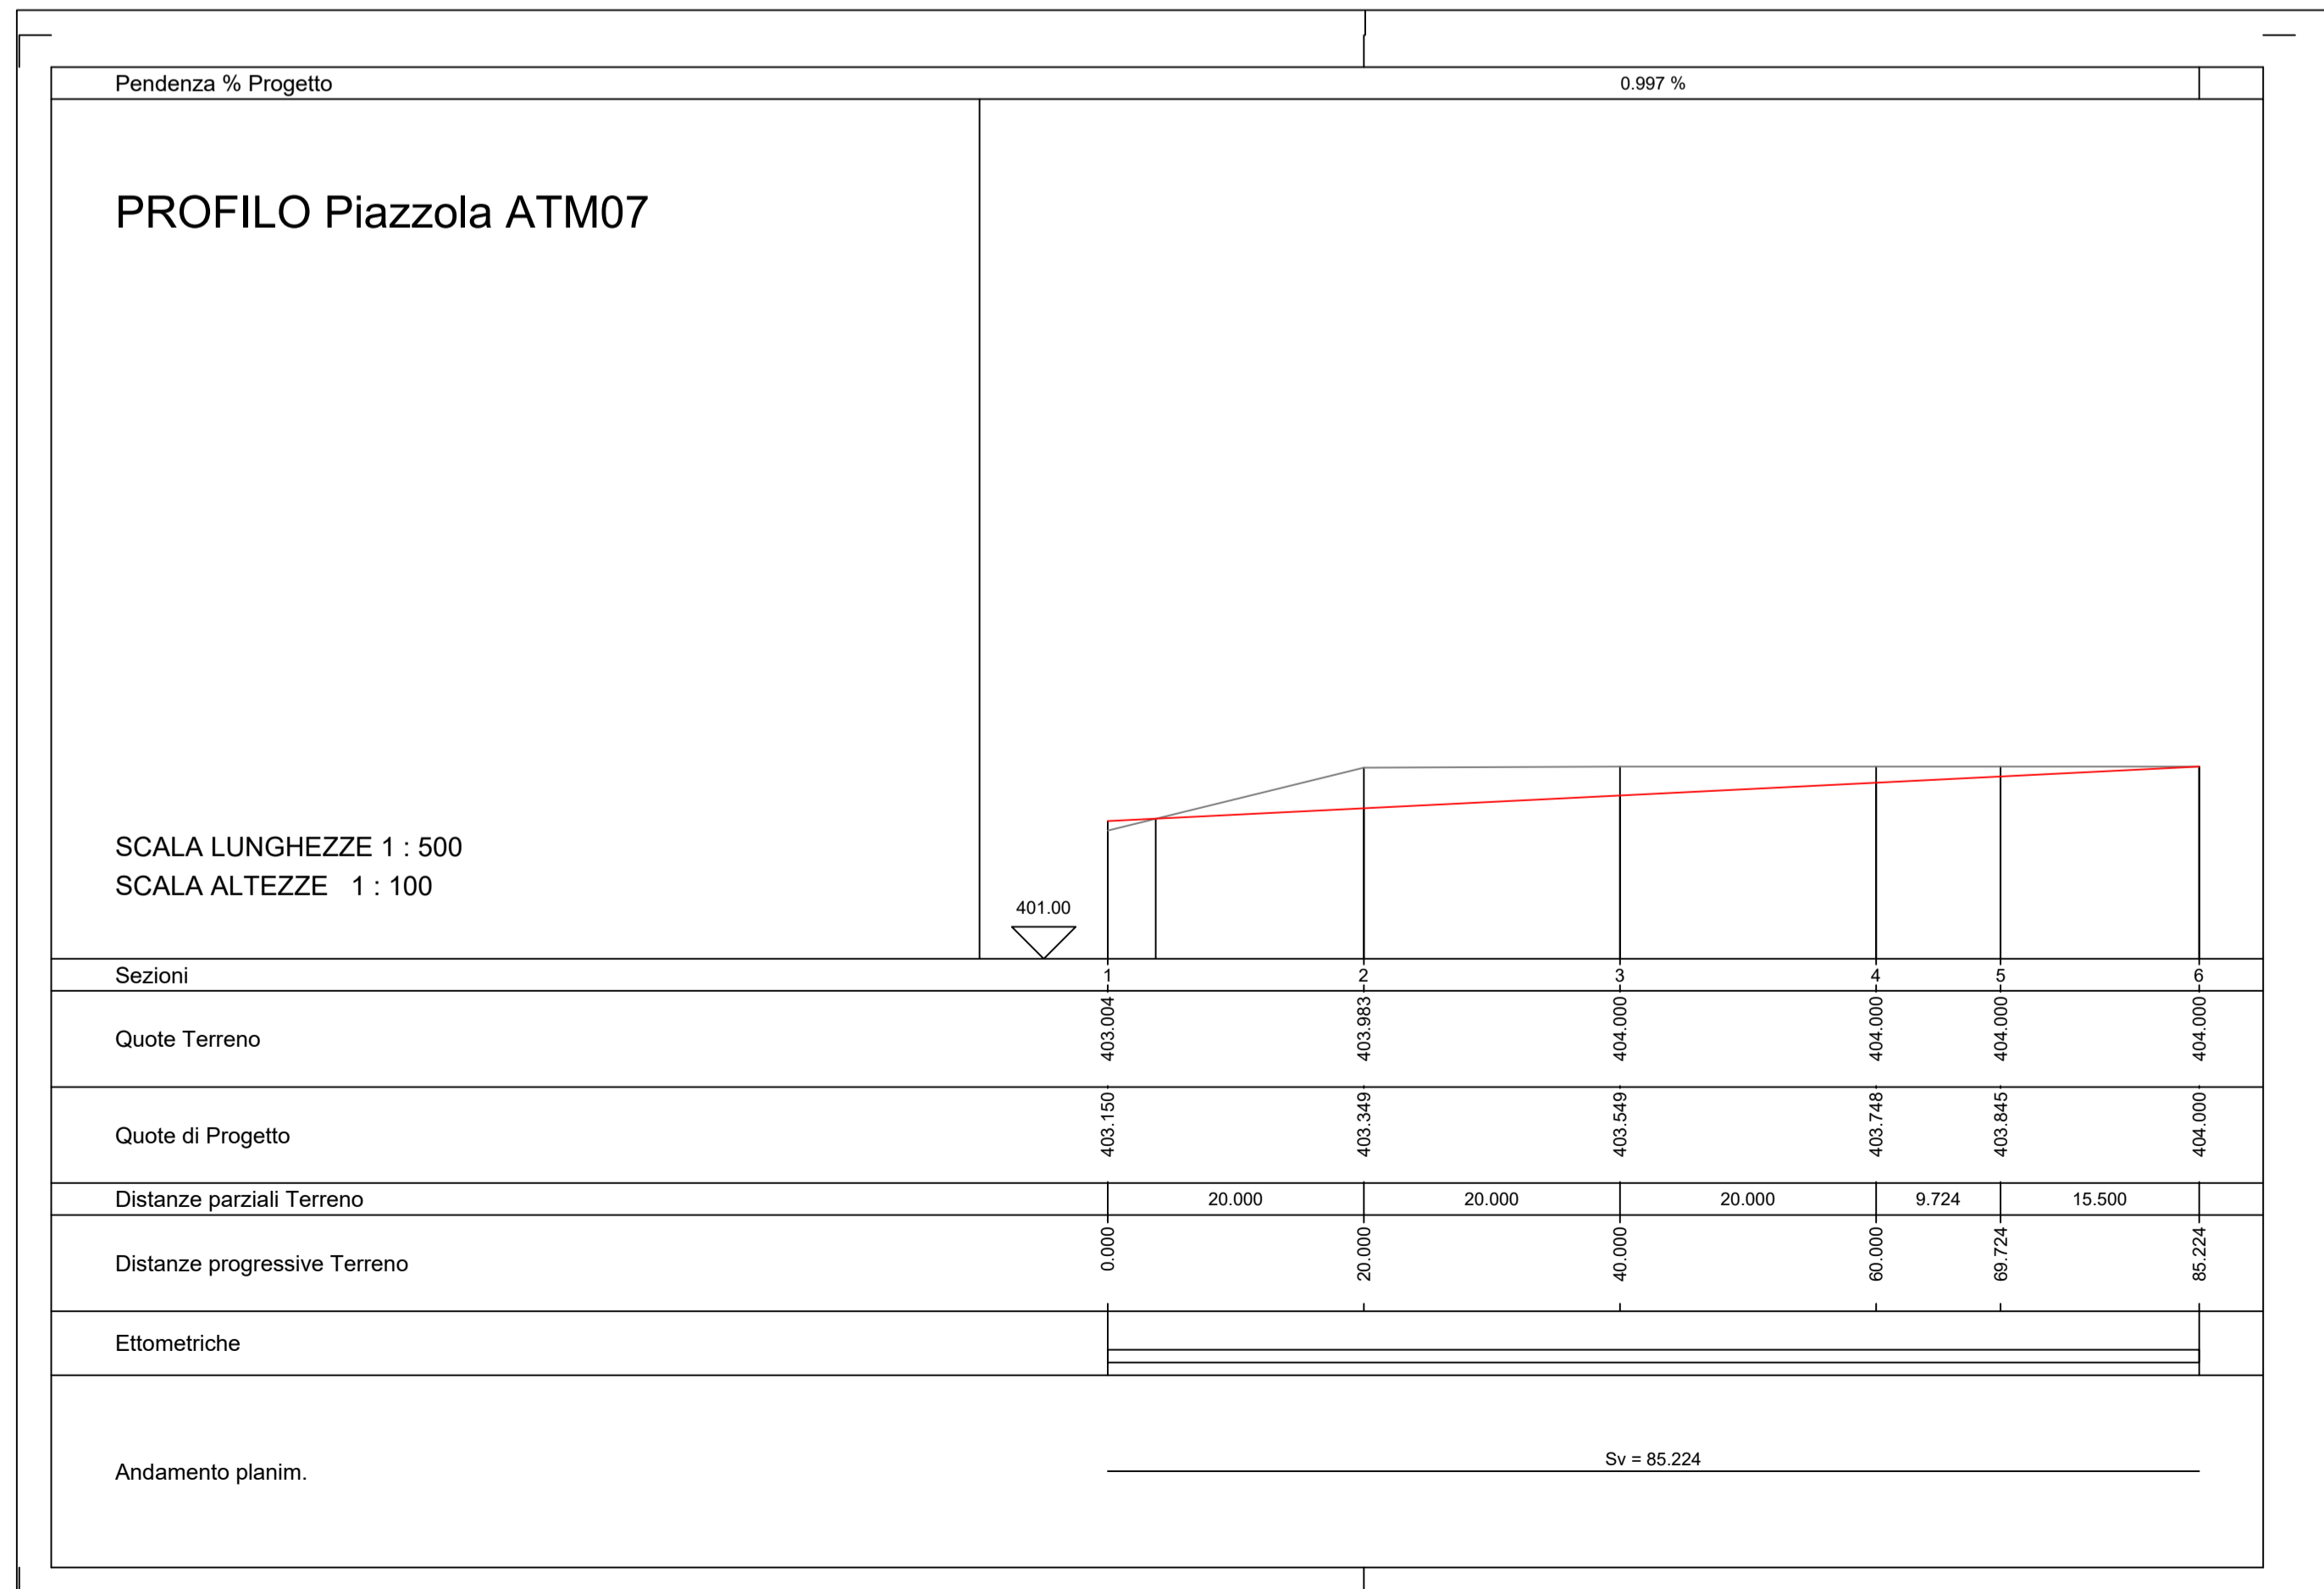 Pendenza % Progetto 0.997 %
PROFILO Piazzola ATM07
SCALA LUNGHEZZE 1 : 500
SCALA ALTEZZE 1 : 100
401.00
Sezioni 1 2 3 4 5 6
Quote Terreno 403.004 403.983 404.000 404.000 404.000 404.000
Quote di Progetto 403.150 403.349 403.549 403.748 403.845 404.000
Distanze parziali Terreno 20.000 20.000 20.000 9.724 15.500
Distanze progressive Terreno 0.000 20.000 40.000 60.000 69.724 85.224
Ettometriche
Sv = 85.224
Andamento planim.